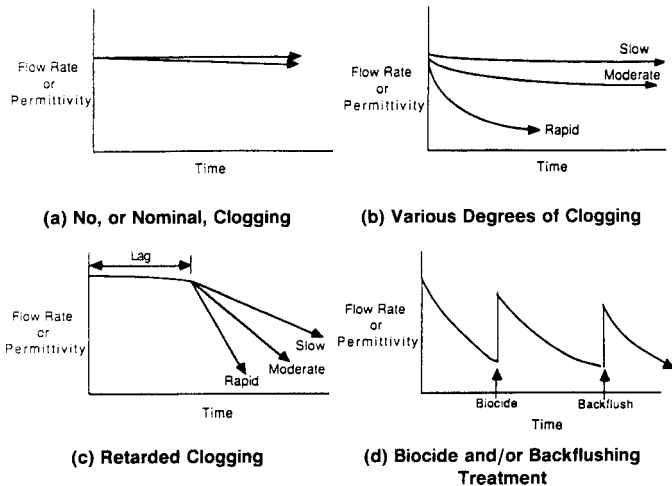 Flow Rate
or
Permittivity
Time
(a) No, or Nominal, Clogging
Flow Rate
or
Permittivity
Slow
Moderate
Rapid
Time
(b) Various Degrees of Clogging
Lag
Flow Rate
or
Permittivity
Slow
Moderate
Rapid
Time
(c) Retarded Clogging
Flow Rate
or
Permittivity
Biocide
Backflush
Time
(d) Biocide and/or Backflushing
Treatment